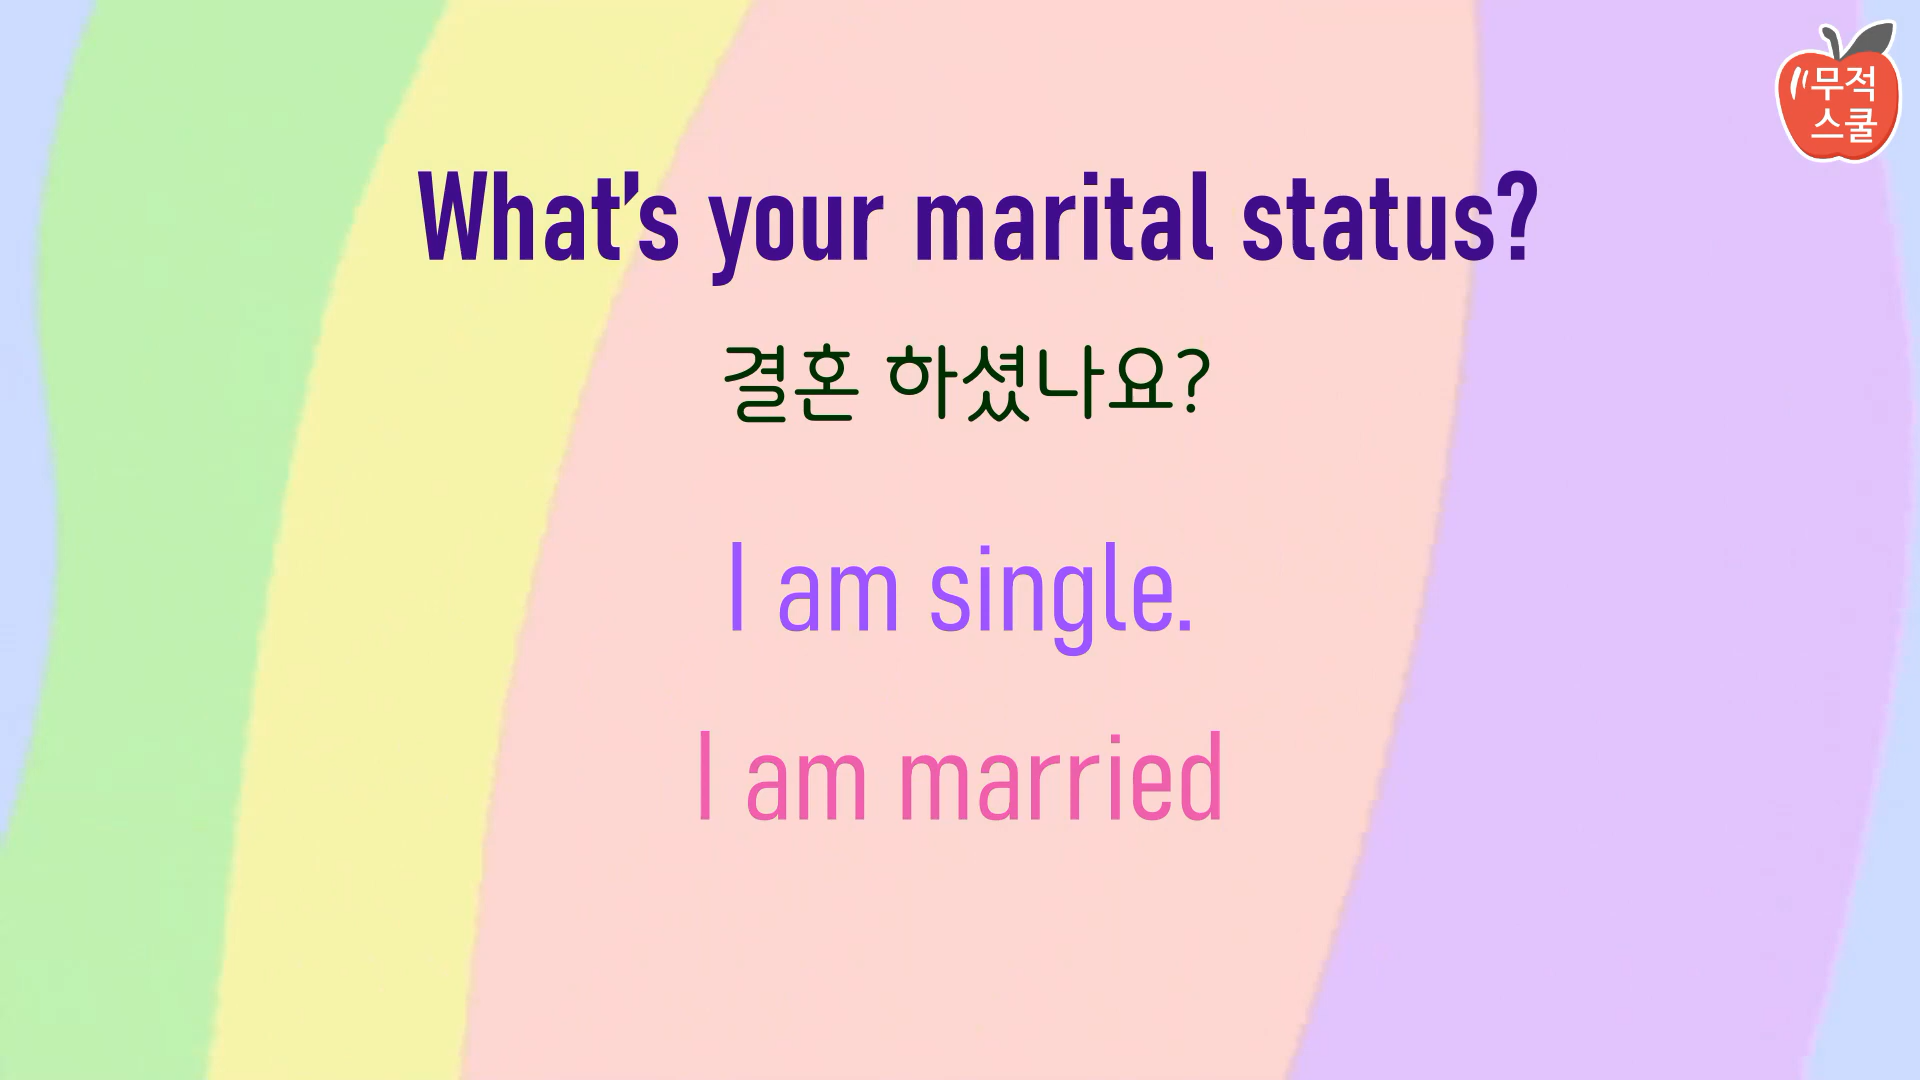 무적
스쿨
What's your marital status?
결혼 하셨나요?
I am single.
I am married